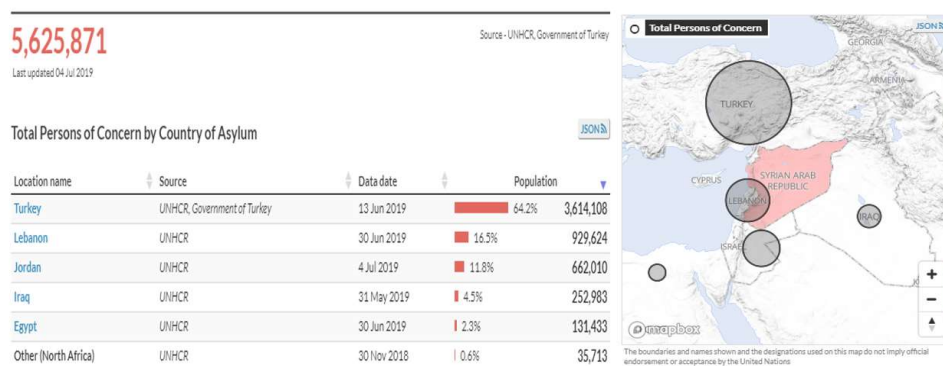 5,625,871
Source - UNHCR, Government of Turkey
Last updated 04 Jul 2019
Total Persons of Concern by Country of Asylum
JSON
Location name Source Data date Population
Turkey UNHCR, Government of Turkey 13 Jun 2019 64.2% 3,614,108
Lebanon UNHCR 30 Jun 2019 16.5% 929,624
Jordan UNHCR 4 Jul 2019 11.8% 662,010
Iraq UNHCR 31 May 2019 4.5% 252,983
Egypt UNHCR 30 Jun 2019 2.3% 131,433
Other (North Africa) UNHCR 30 Nov 2018 0.6% 35,713
Total Persons of Concern
JSON
GEORGIA
ARMENIA
TURKEY
CYPRUS
SYRIAN ARAB
REPUBLIC
LEBANON
IRAQ
ISRAEL
+
−
mapbox
The boundaries and names shown and the designations used on this map do not imply official
endorsement or acceptance by the United Nations